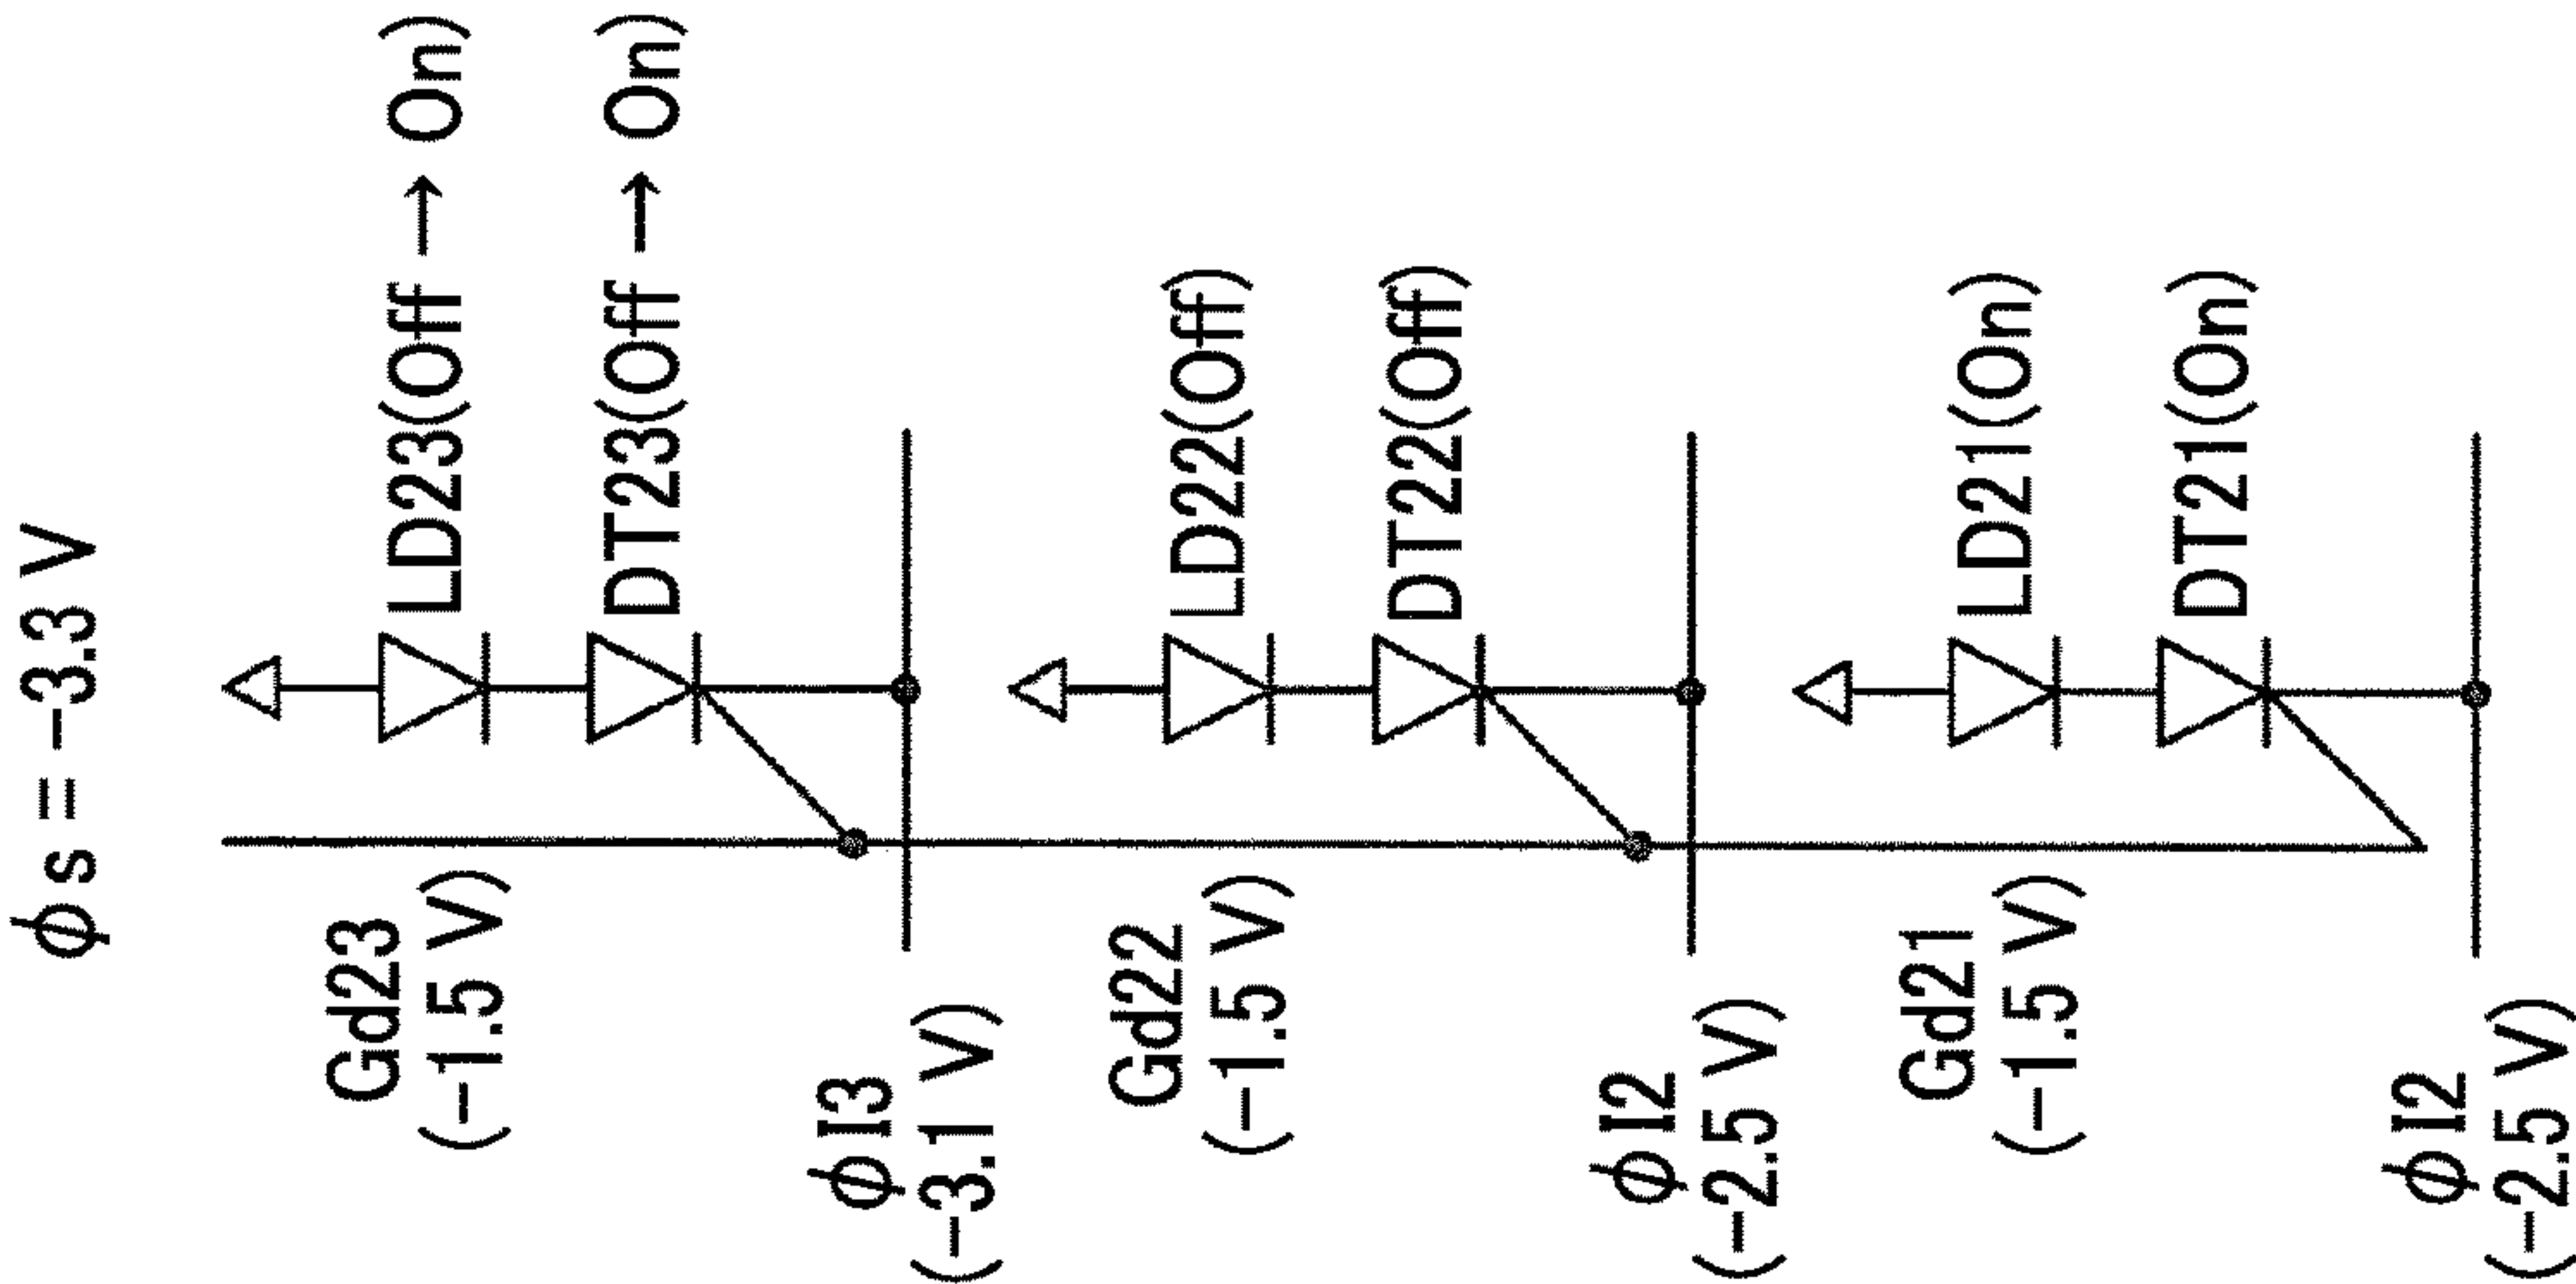 φs = -3.3 V
LD23(Off → On)
DT23(Off → On)
Gd23
(-1.5 V)
φI3
(-3.1 V)
LD22(Off)
DT22(Off)
Gd22
(-1.5 V)
φI2
(-2.5 V)
LD21(On)
DT21(On)
Gd21
(-1.5 V)
φI2
(-2.5 V)